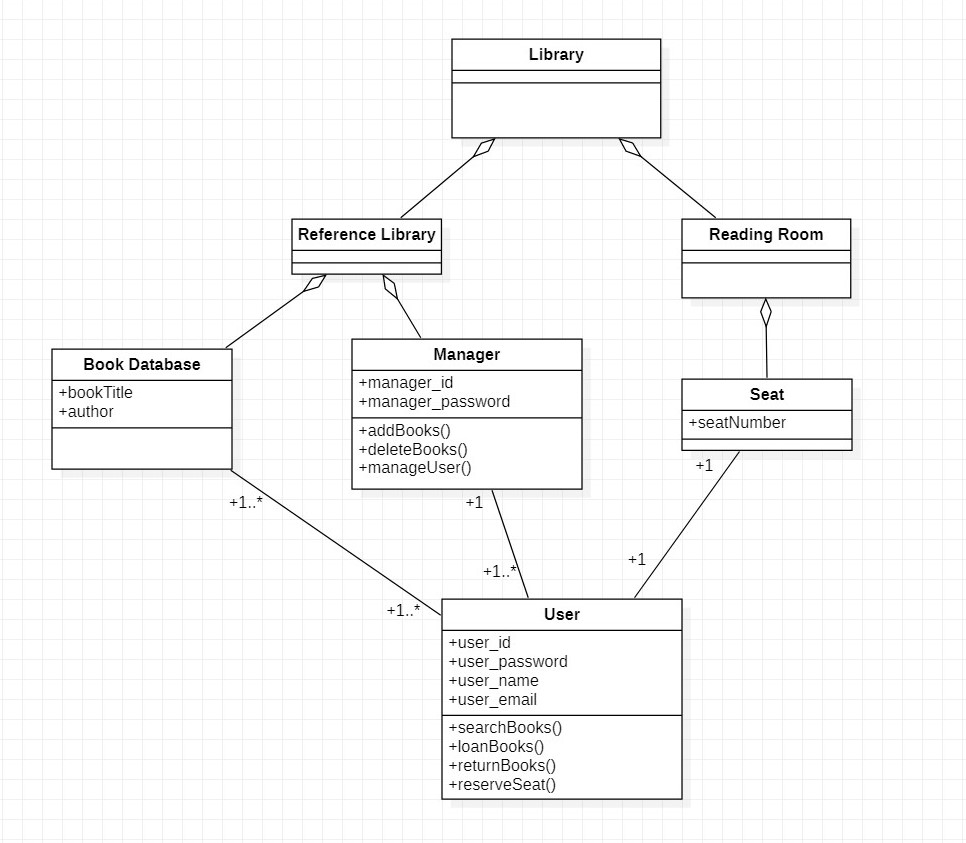 Library
Reference Library
Reading Room
Book Database
+bookTitle
+author
Manager
+manager_id
+manager_password
+addBooks()
+deleteBooks()
+manageUser()
Seat
+seatNumber
+1..*
+1
+1
+1..*
+1..*
+1
User
+user_id
+user_password
+user_name
+user_email
+searchBooks()
+loanBooks()
+returnBooks()
+reserveSeat()